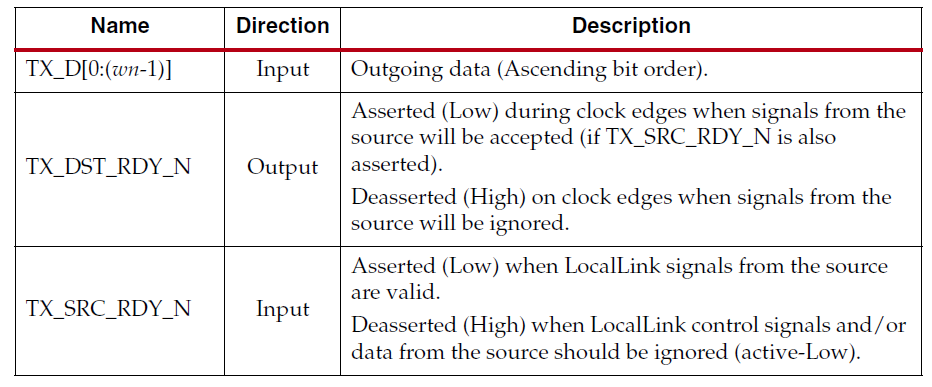 Name Direction Description
TX_D[0:(wn-1)] Input Outgoing data (Ascending bit order).
Asserted (Low) during clock edges when signals from the
source will be accepted (if TX_SRC_RDY_N is also
asserted).
TX_DST_RDY_N Output
Deasserted (High) on clock edges when signals from the
source will be ignored.
Asserted (Low) when LocalLink signals from the source
are valid.
TX_SRC_RDY_N Input
Deasserted (High) when LocalLink control signals and/or
data from the source should be ignored (active-Low).